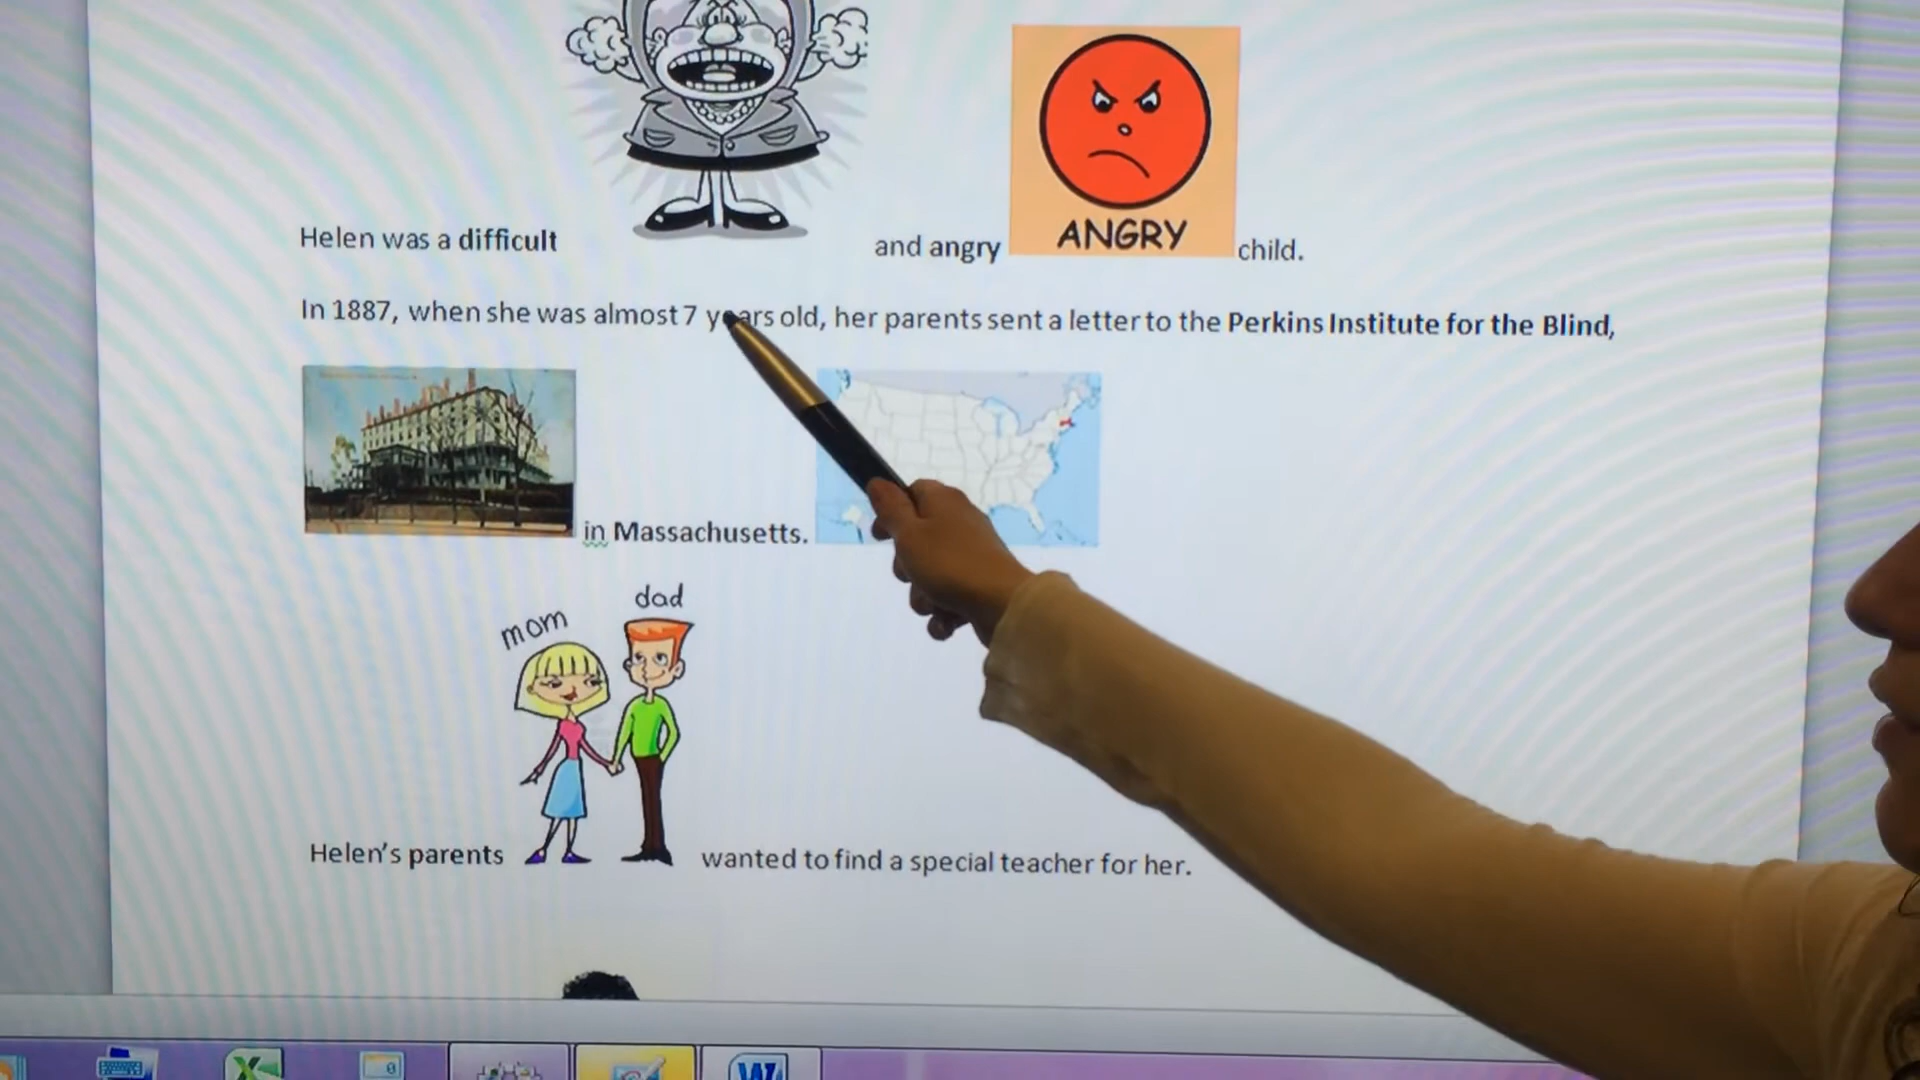 Helen was a difficult and angry ANGRY child.
In 1887, when she was almost 7 years old, her parents sent a letter to the Perkins Institute for the Blind,
in Massachusetts.
mom dad
Helen's parents wanted to find a special teacher for her.